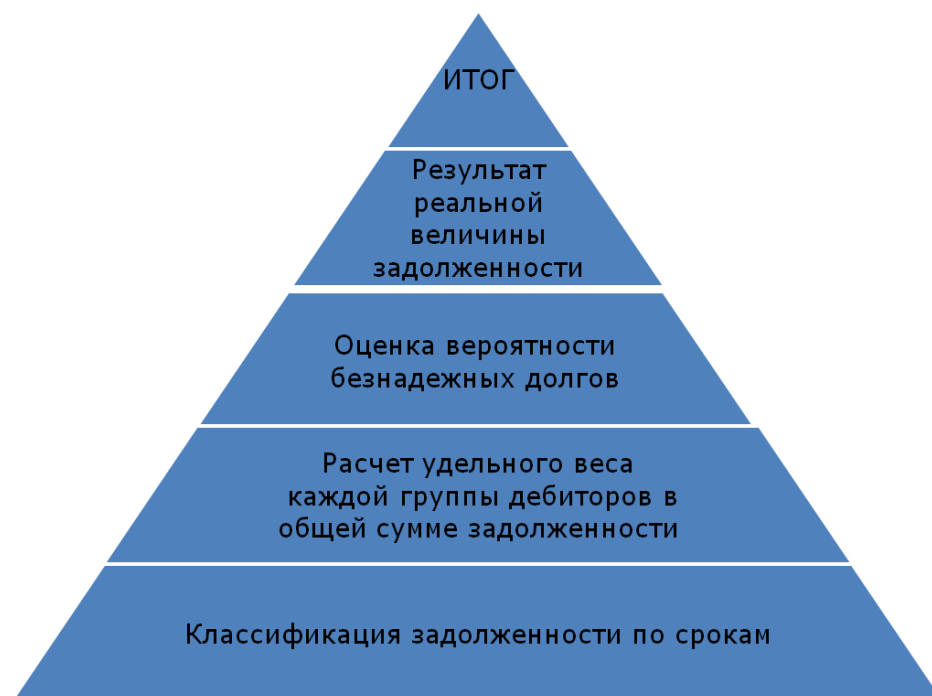 ИТОГ
Результат
реальной
величины
задолженности
Оценка вероятности
безнадежных долгов
Расчет удельного веса
каждой группы дебиторов в
общей сумме задолженности
Классификация задолженности по срокам